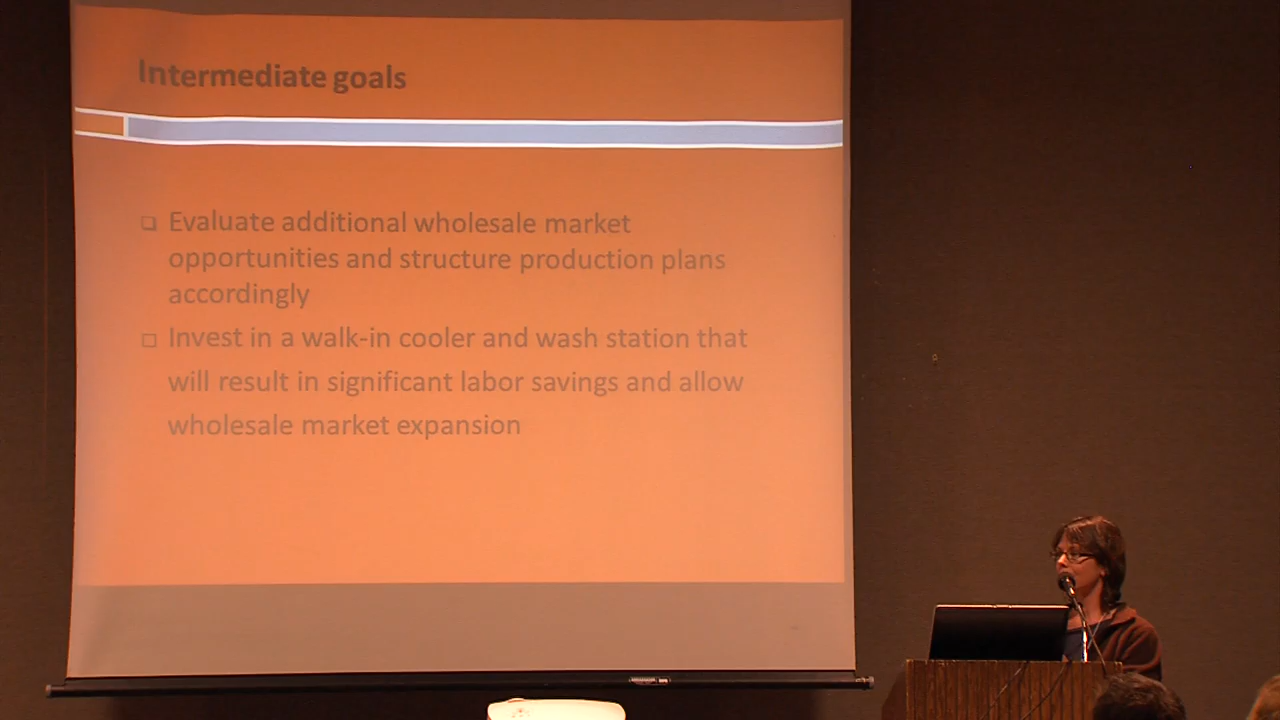 Intermediate goals
❑ Evaluate additional wholesale market
opportunities and structure production plans
accordingly
❑ Invest in a walk-in cooler and wash station that
will result in significant labor savings and allow
wholesale market expansion